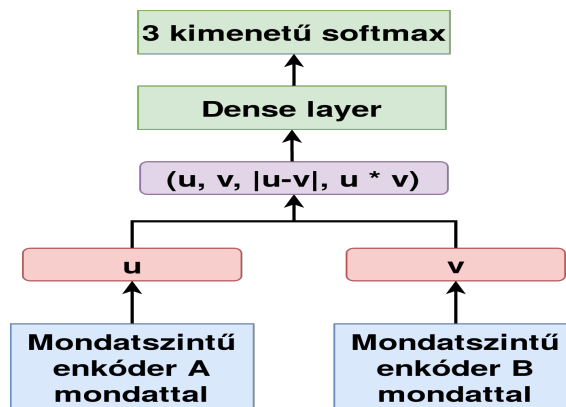 3 kimenetű softmax
Dense layer
(u, v, |u-v|, u * v)
u
v
Mondatszintű
enkóder A
mondattal
Mondatszintű
enkóder B
mondattal